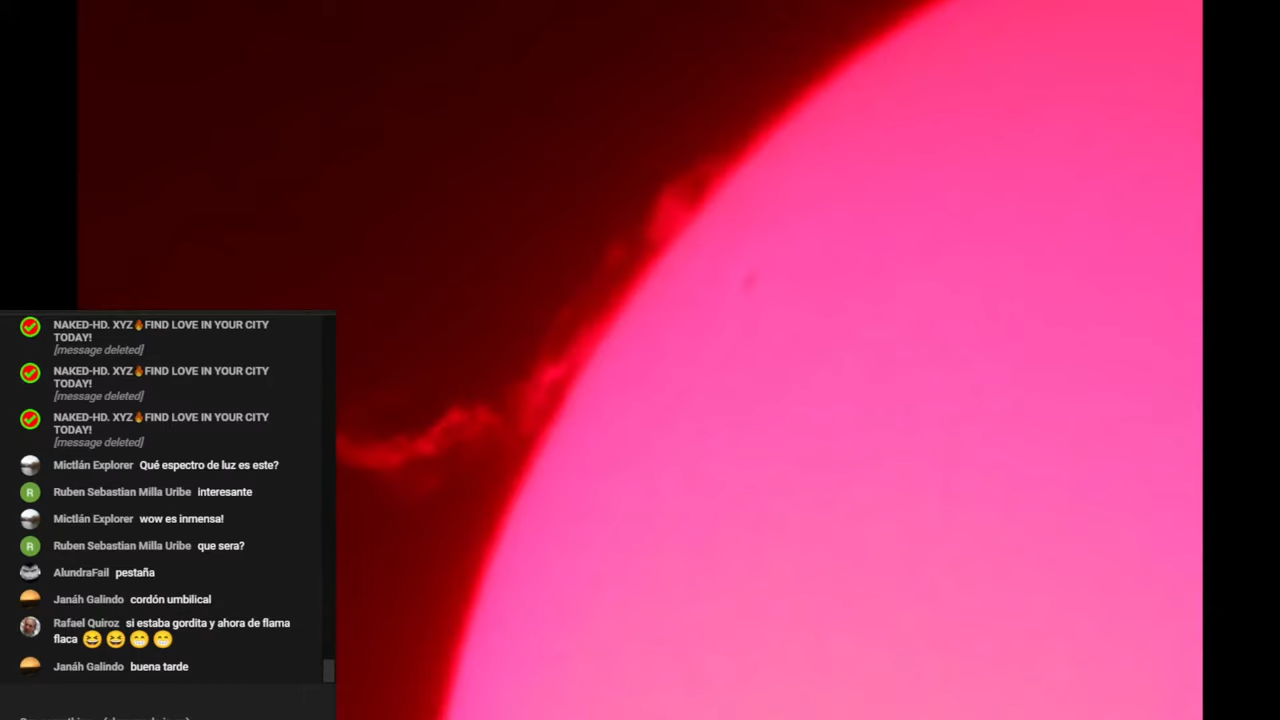 NAKED-HD. XYZ🔥FIND LOVE IN YOUR CITY
TODAY!
[message deleted]
NAKED-HD. XYZ🔥FIND LOVE IN YOUR CITY
TODAY!
[message deleted]
NAKED-HD. XYZ🔥FIND LOVE IN YOUR CITY
TODAY!
[message deleted]
Mictlán Explorer Qué espectro de luz es este?
Ruben Sebastian Milla Uribe interesante
Mictlán Explorer wow es inmensa!
Ruben Sebastian Milla Uribe que sera?
AlundraFail pestaña
Janáh Galindo cordón umbilical
Rafael Quiroz si estaba gordita y ahora de flama
flaca 😆😆😁😁
Janáh Galindo buena tarde